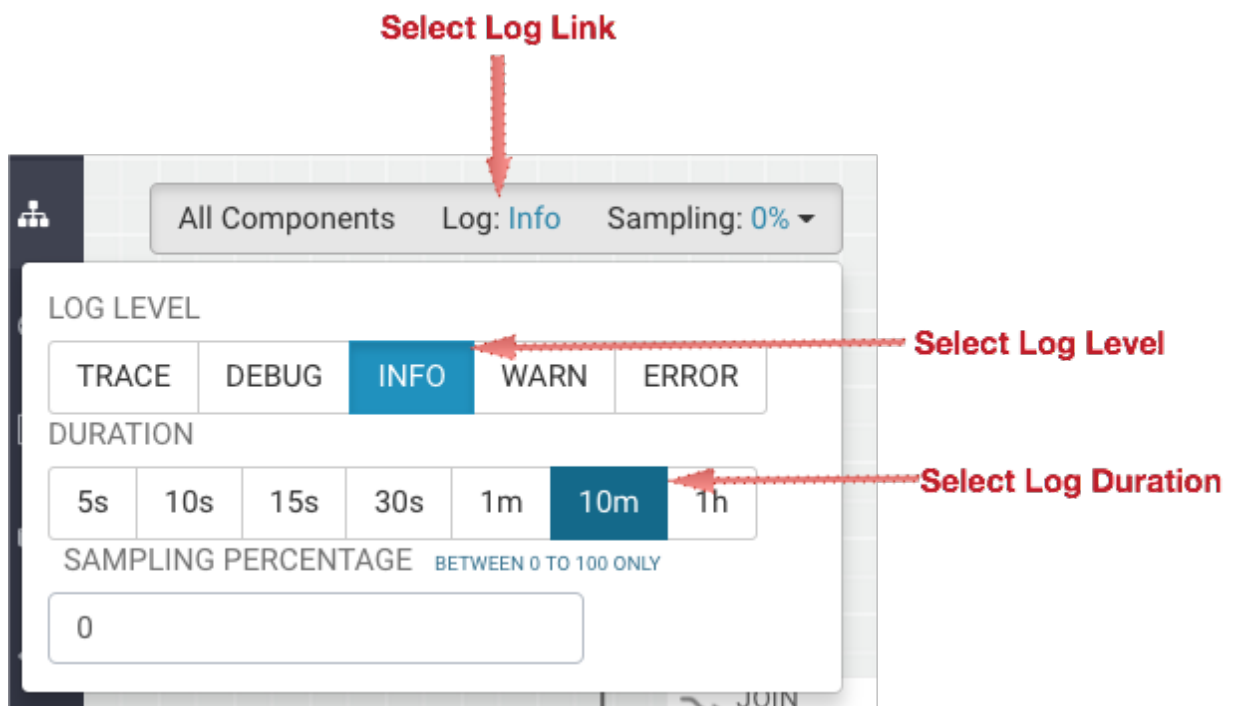 Select Log Link
All Components Log: Info Sampling: 0%
LOG LEVEL
TRACE DEBUG INFO WARN ERROR
Select Log Level
DURATION
5s 10s 15s 30s 1m 10m 1h
Select Log Duration
SAMPLING PERCENTAGE BETWEEN 0 TO 100 ONLY
0
JOIN